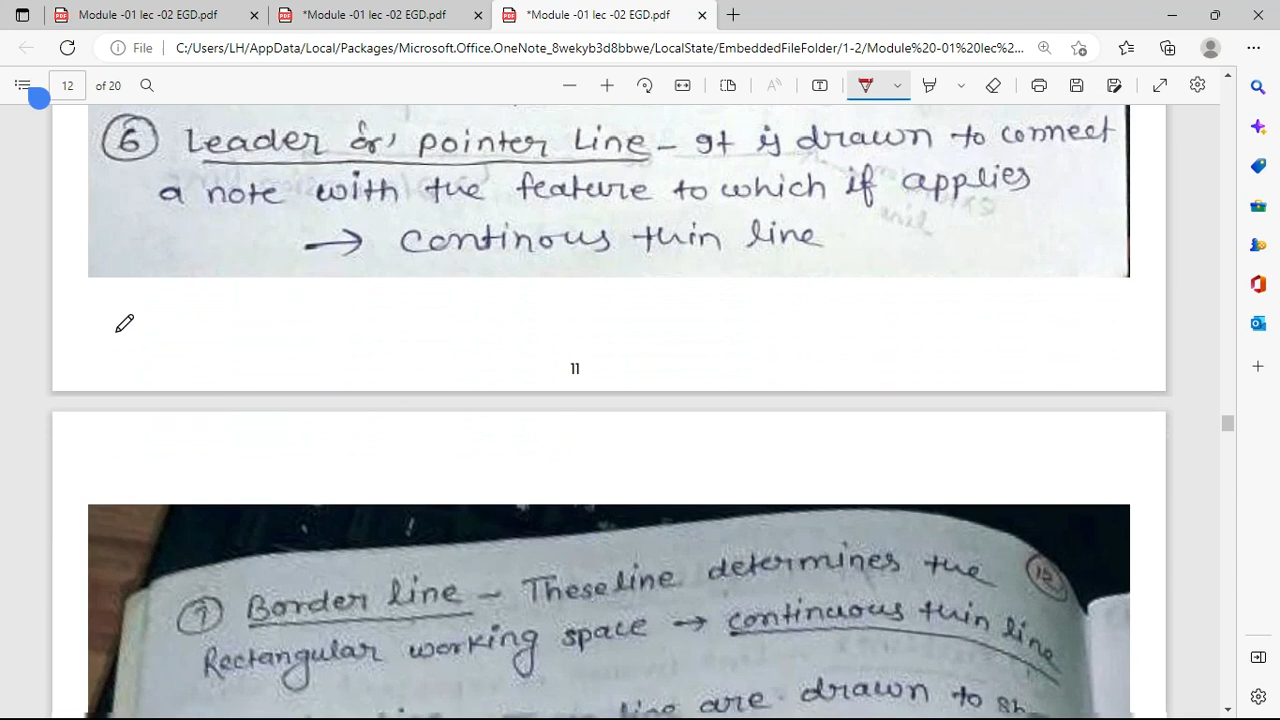 Module -01 lec -02 EGD.pdf
*Module -01 lec -02 EGD.pdf
*Module -01 lec -02 EGD.pdf
File
C:/Users/LH/AppData/Local/Packages/Microsoft.Office.OneNote_8wekyb3d8bbwe/LocalState/EmbeddedFileFolder/1-2/Module%20-01%20lec%2...
12 of 20
6 Leader or' pointer Line - It is drawn to connect
a note with the feature to which if applies
→ continous thin line
11
12
7 Border line - These line determines the
Rectangular working space → continuous thin line
line are drawn to sh